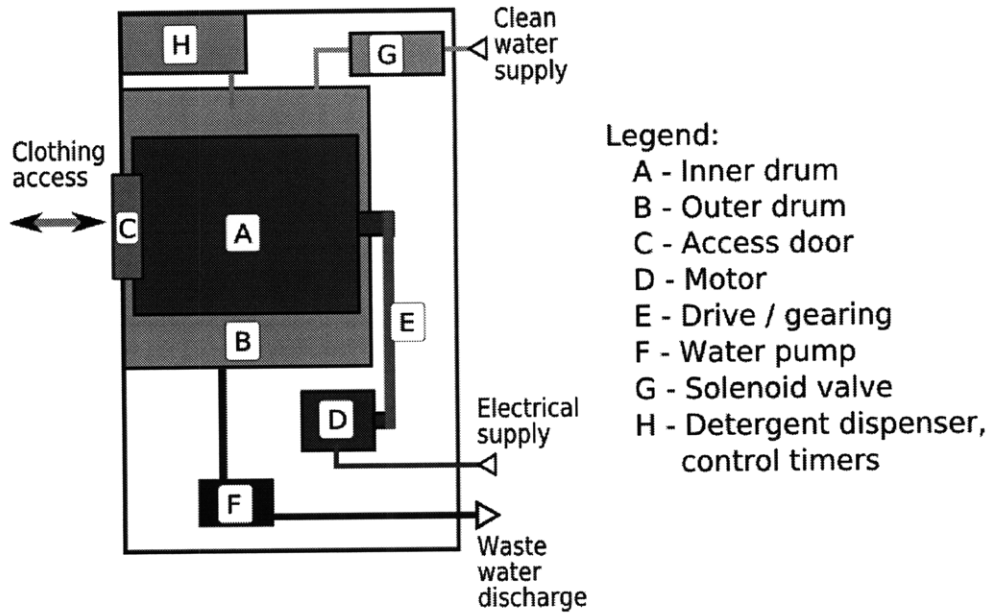 H
G
Clean
water
supply
Clothing
access
C
A
B
E
D
F
Electrical
supply
Waste
water
discharge
Legend:
A - Inner drum
B - Outer drum
C - Access door
D - Motor
E - Drive / gearing
F - Water pump
G - Solenoid valve
H - Detergent dispenser,
control timers